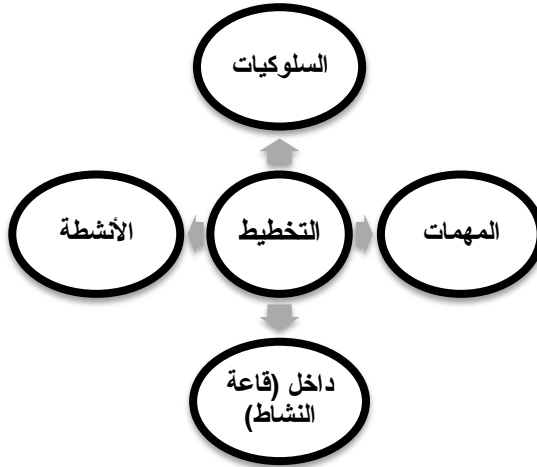 السلوكيات
المهمات
التخطيط
الأنشطة
داخل (قاعة
النشاط)